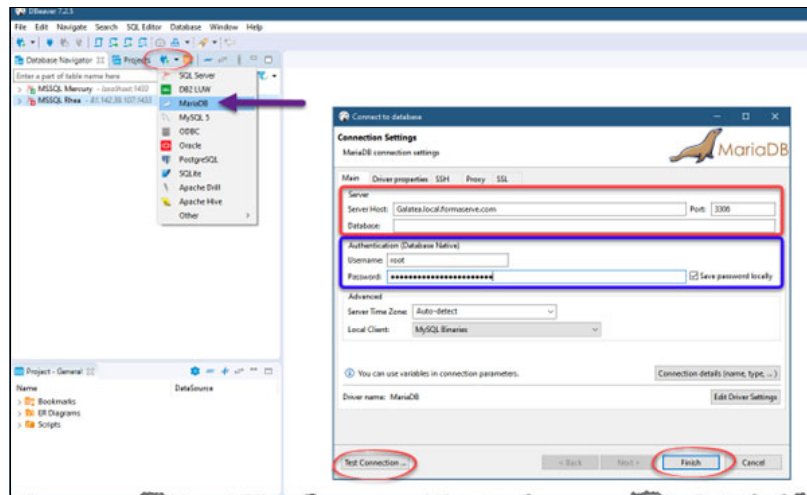 DBeaver 7.2.5
File Edit Navigate Search SQL Editor Database Window Help
Database Navigator Projects
Enter a part of table name here
MSSQL Mercury - localhost:1433
MSSQL Rhea - 81.142.38.107:1433
SQL Server
DB2 LUW
MariaDB
MySQL 5
ODBC
Oracle
PostgreSQL
SQLite
Apache Drill
Apache Hive
Other
Project - General
Name DataSource
Bookmarks
ER Diagrams
Scripts
Connect to database
Connection Settings
MariaDB connection settings
MariaDB
Main Driver properties SSH Proxy SSL
Server
Server Host: Galatea.local.formaserve.com Port: 3306
Database:
Authentication (Database Native)
Username: root
Password: Save password locally
Advanced
Server Time Zone: Auto-detect
Local Client: MySQL Binaries
You can use variables in connection parameters. Connection details (name, type, ... )
Driver name: MariaDB Edit Driver Settings
Test Connection ... < Back Next > Finish Cancel